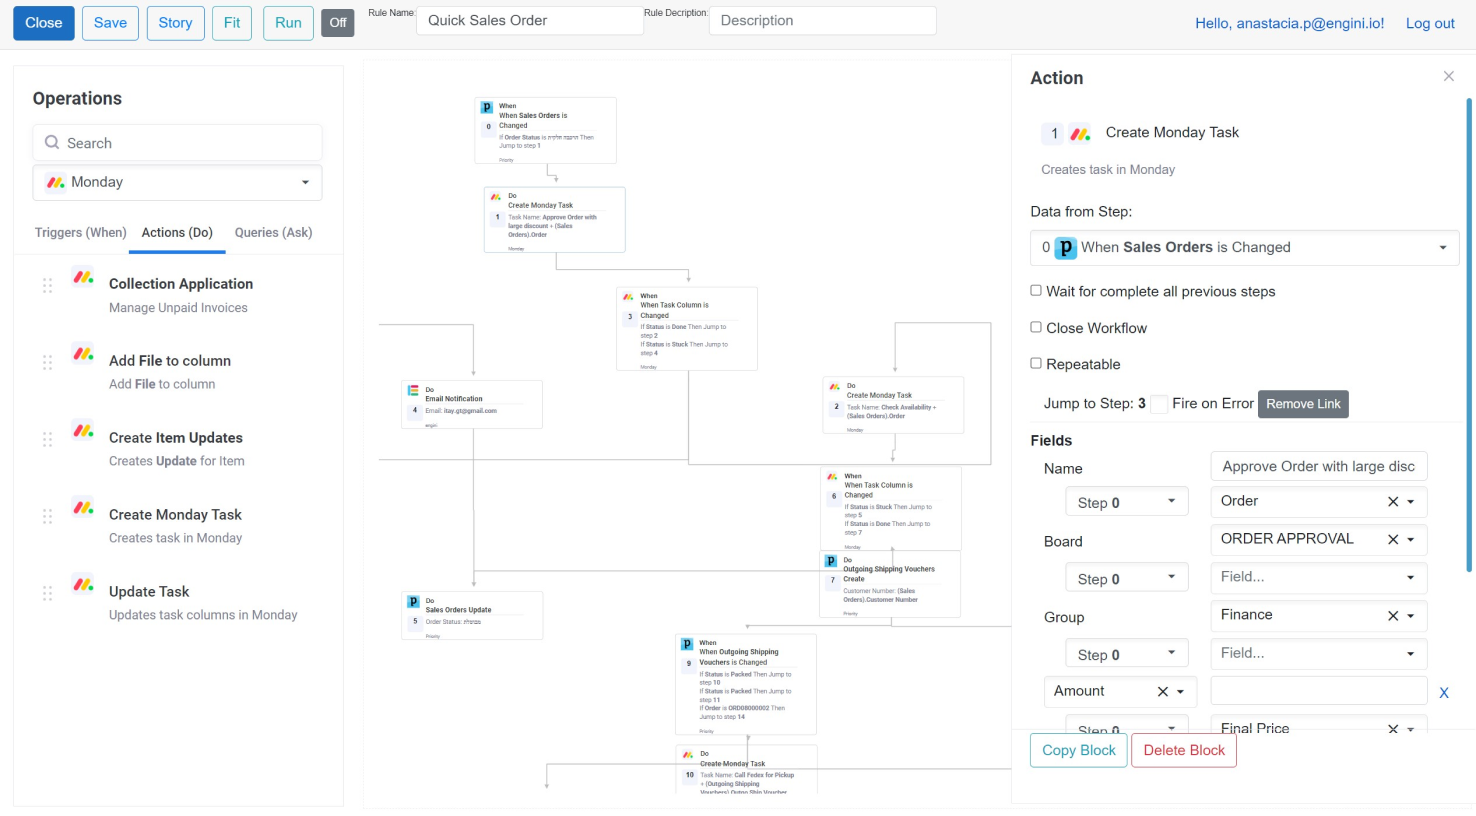 Close
Save
Story
Fit
Run
Off
Rule Name:
Quick Sales Order
Rule Decription:
Description
Hello, anastacia.p@engini.io!
Log out
Operations
Search
Monday
Triggers (When)
Actions (Do)
Queries (Ask)
Collection Application
Manage Unpaid Invoices
Add File to column
Add File to column
Create Item Updates
Creates Update for Item
Create Monday Task
Creates task in Monday
Update Task
Updates task columns in Monday
When
When Sales Orders is
0
Changed
If Order Status is הרכבה חלקית Then
Jump to step 1
Priority
Do
Create Monday Task
1
Task Name: Approve Order with
large discount + (Sales
Orders).Order
Monday
When
When Task Column is
3
Changed
If Status is Done Then Jump to
step 2
If Status is Stuck Then Jump to
step 4
Monday
Do
Email Notification
4
Email: itay.gt@gmail.com
engini
Do
Create Monday Task
2
Task Name: Check Availability +
(Sales Orders).Order
Monday
When
When Task Column is
6
Changed
If Status is Stuck Then Jump to
step 5
If Status is Done Then Jump to
step 7
Monday
Do
Outgoing Shipping Vouchers
7
Create
Customer Number: (Sales
Orders).Customer Number
Priority
Do
Sales Orders Update
5
Order Status: מבוטלת
Priority
When
When Outgoing Shipping
9
Vouchers is Changed
If Status is Packed Then Jump to
step 10
If Status is Packed Then Jump to
step 11
If Order is ORD08000002 Then
Jump to step 14
Priority
Do
Create Monday Task
10
Task Name: Call Fedex for Pickup
+ (Outgoing Shipping
Vouchers).Outgo Ship Voucher
Action
1
Create Monday Task
Creates task in Monday
Data from Step:
0 When Sales Orders is Changed
Wait for complete all previous steps
Close Workflow
Repeatable
Jump to Step: 3
Fire on Error
Remove Link
Fields
Name
Approve Order with large disc
Step 0
Order
Board
ORDER APPROVAL
Step 0
Field...
Group
Finance
Step 0
Field...
Amount
X
Step 0
Final Price
Copy Block
Delete Block